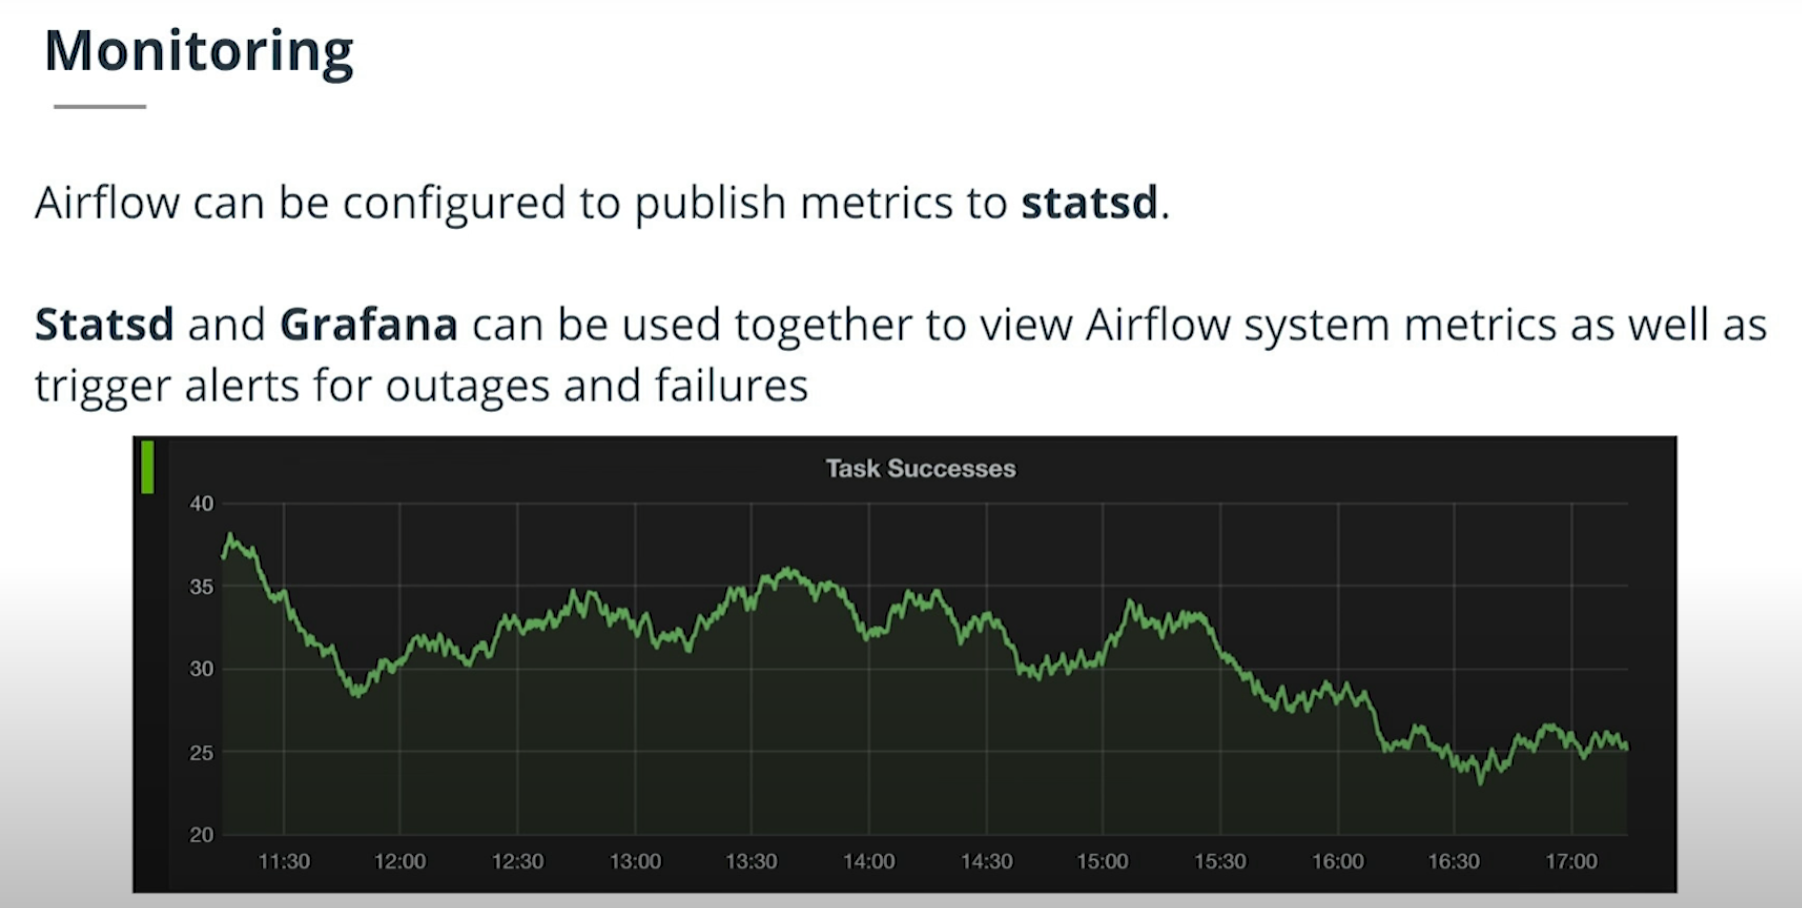 Monitoring
Airflow can be configured to publish metrics to statsd.
Statsd and Grafana can be used together to view Airflow system metrics as well as
trigger alerts for outages and failures
Task Successes
40
35
30
25
20
11:30 12:00 12:30 13:00 13:30 14:00 14:30 15:00 15:30 16:00 16:30 17:00